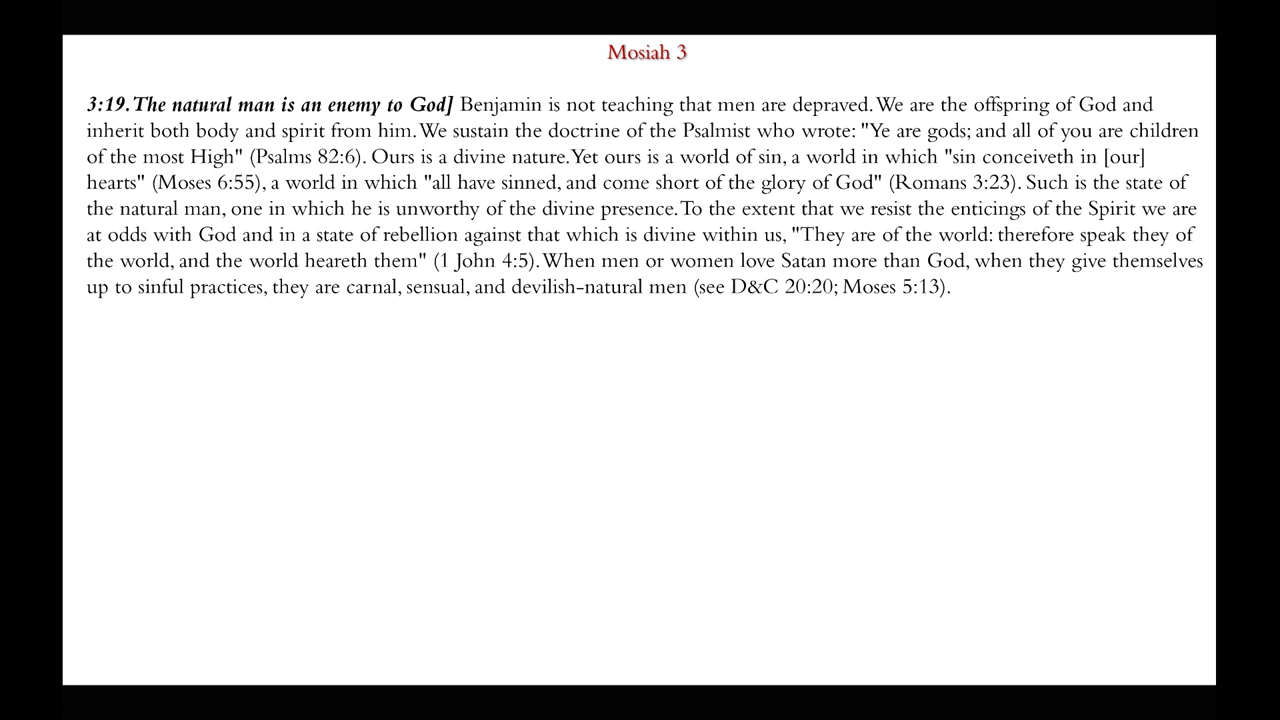 Mosiah 3
3:19. The natural man is an enemy to God] Benjamin is not teaching that men are depraved. We are the offspring of God and
inherit both body and spirit from him. We sustain the doctrine of the Psalmist who wrote: "Ye are gods; and all of you are children
of the most High" (Psalms 82:6). Ours is a divine nature. Yet ours is a world of sin, a world in which "sin conceiveth in [our]
hearts" (Moses 6:55), a world in which "all have sinned, and come short of the glory of God" (Romans 3:23). Such is the state of
the natural man, one in which he is unworthy of the divine presence. To the extent that we resist the enticings of the Spirit we are
at odds with God and in a state of rebellion against that which is divine within us, "They are of the world: therefore speak they of
the world, and the world heareth them" (1 John 4:5). When men or women love Satan more than God, when they give themselves
up to sinful practices, they are carnal, sensual, and devilish-natural men (see D&C 20:20; Moses 5:13).